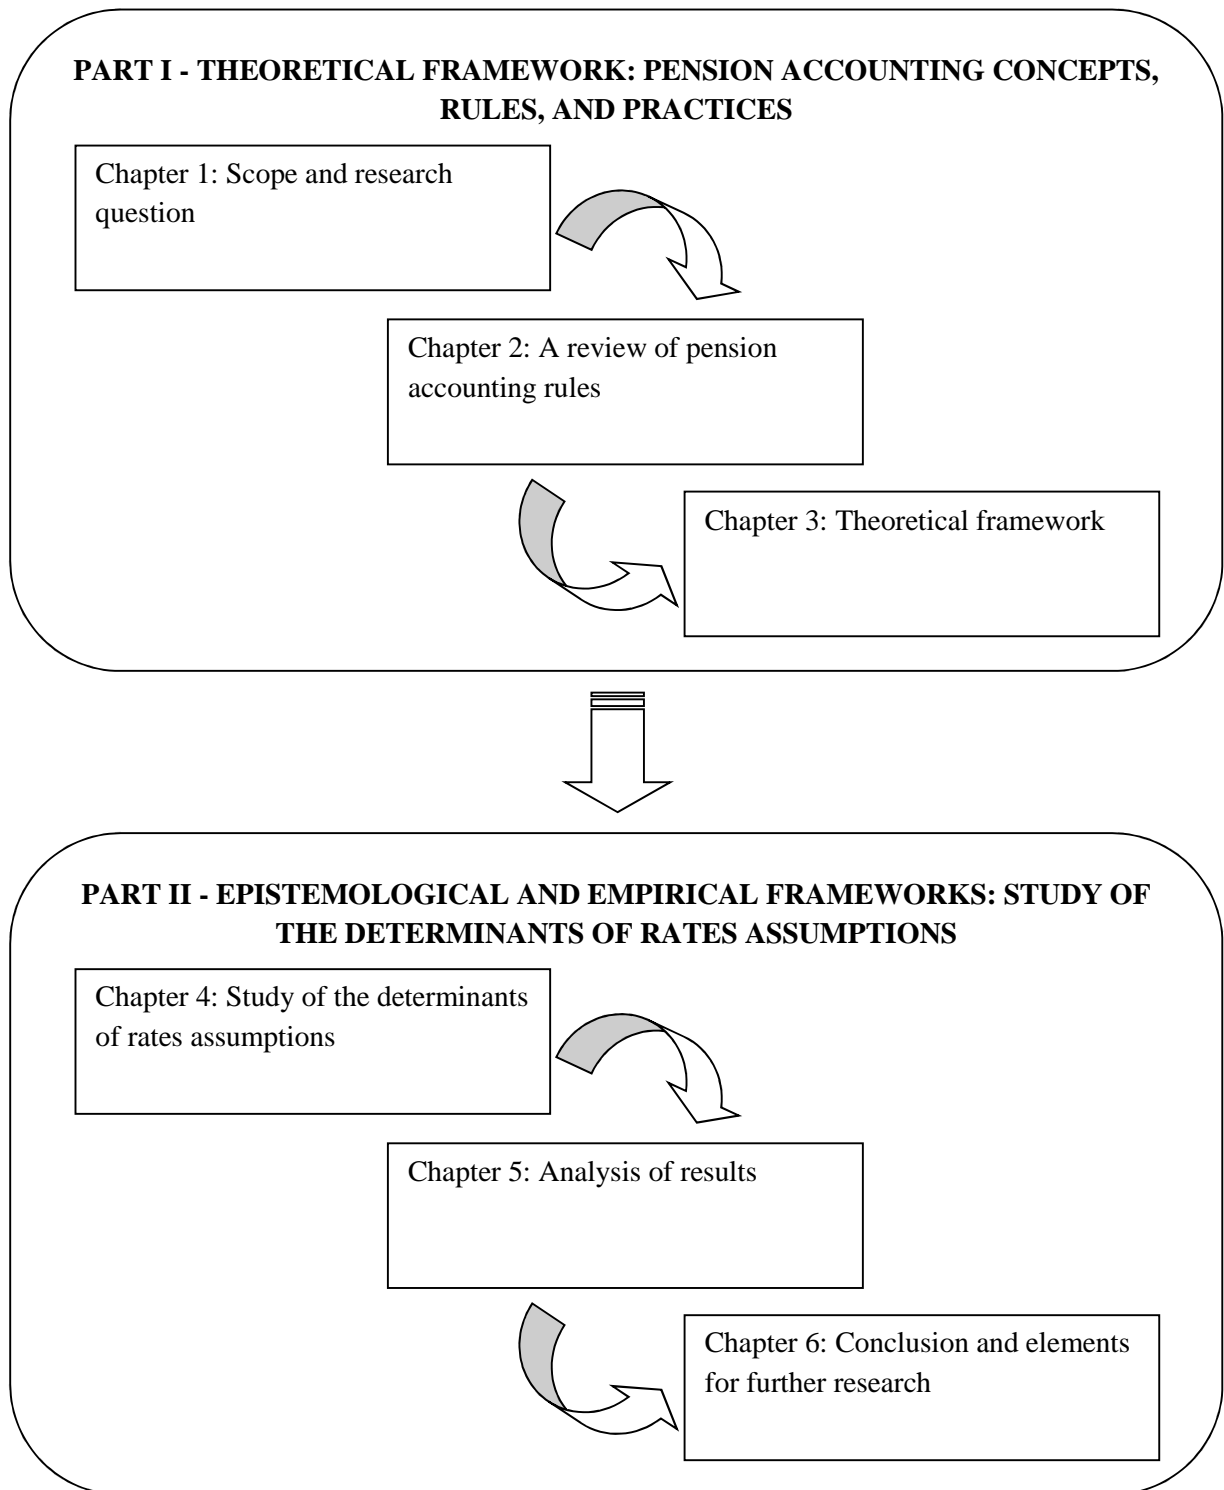 PART I - THEORETICAL FRAMEWORK: PENSION ACCOUNTING CONCEPTS,
RULES, AND PRACTICES
Chapter 1: Scope and research
question
Chapter 2: A review of pension
accounting rules
Chapter 3: Theoretical framework
PART II - EPISTEMOLOGICAL AND EMPIRICAL FRAMEWORKS: STUDY OF
THE DETERMINANTS OF RATES ASSUMPTIONS
Chapter 4: Study of the determinants
of rates assumptions
Chapter 5: Analysis of results
Chapter 6: Conclusion and elements
for further research